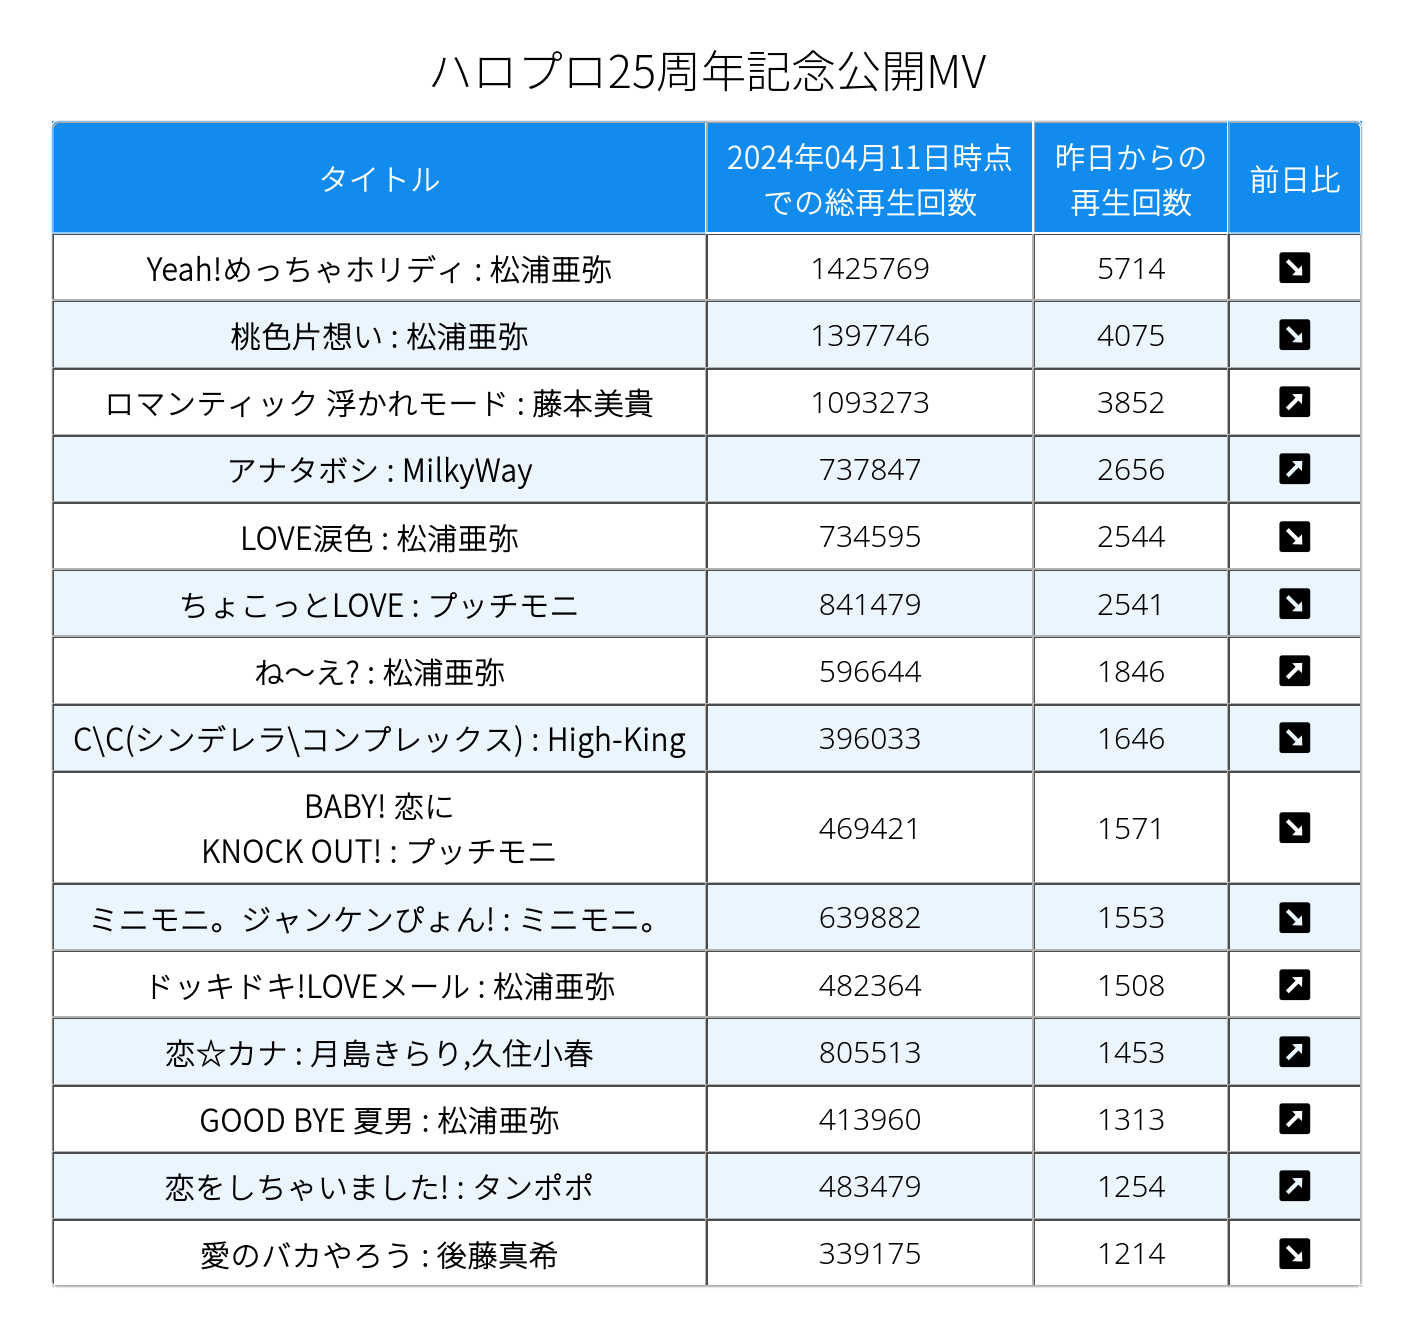 ハロプロ25周年記念公開MV
タイトル
2024年04月11日時点
での総再生回数
昨日からの
再生回数
前日比
Yeah!めっちゃホリディ : 松浦亜弥 1425769 5714
桃色片想い : 松浦亜弥 1397746 4075
ロマンティック 浮かれモード : 藤本美貴 1093273 3852
アナタボシ : MilkyWay 737847 2656
LOVE涙色 : 松浦亜弥 734595 2544
ちょこっとLOVE : プッチモニ 841479 2541
ね〜え? : 松浦亜弥 596644 1846
C\C(シンデレラ\コンプレックス) : High-King 396033 1646
BABY! 恋に
KNOCK OUT! : プッチモニ 469421 1571
ミニモニ。ジャンケンぴょん! : ミニモニ。 639882 1553
ドッキドキ!LOVEメール : 松浦亜弥 482364 1508
恋☆カナ : 月島きらり,久住小春 805513 1453
GOOD BYE 夏男 : 松浦亜弥 413960 1313
恋をしちゃいました! : タンポポ 483479 1254
愛のバカやろう : 後藤真希 339175 1214